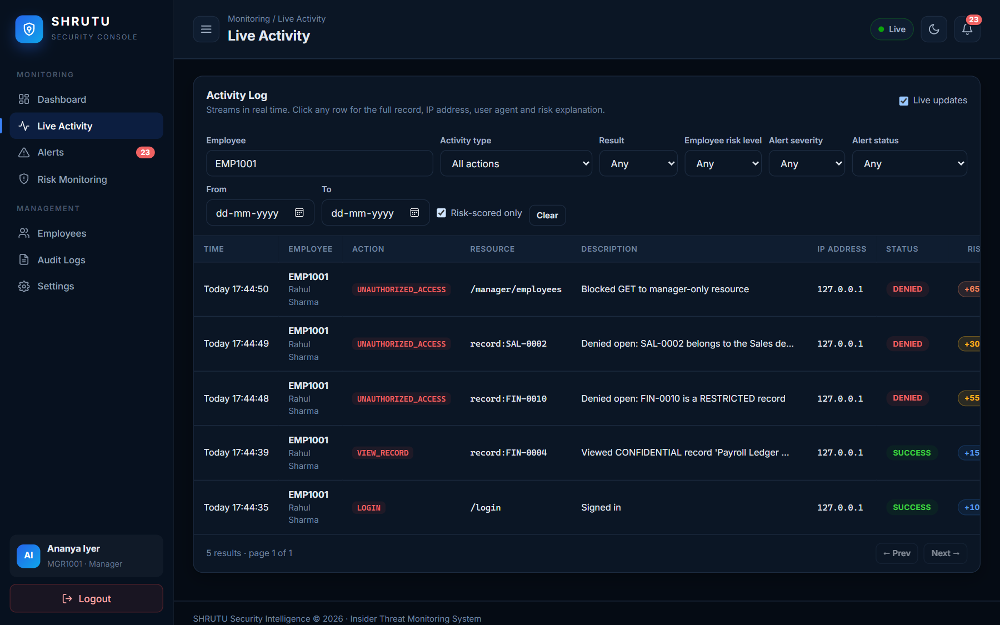 SHRUTU
SECURITY CONSOLE
MONITORING
Dashboard
Live Activity
Alerts 23
Risk Monitoring
MANAGEMENT
Employees
Audit Logs
Settings
AI
Ananya Iyer
MGR1001 · Manager
Logout
Monitoring / Live Activity
Live Activity
Live
23
Activity Log
Streams in real time. Click any row for the full record, IP address, user agent and risk explanation.
Live updates
Employee Activity type Result Employee risk level Alert severity Alert status
EMP1001 All actions Any Any Any Any
From To
dd-mm-yyyy dd-mm-yyyy Risk-scored only Clear
TIME EMPLOYEE ACTION RESOURCE DESCRIPTION IP ADDRESS STATUS RIS
Today 17:44:50 EMP1001 Rahul Sharma UNAUTHORIZED_ACCESS /manager/employees Blocked GET to manager-only resource 127.0.0.1 DENIED +65
Today 17:44:49 EMP1001 Rahul Sharma UNAUTHORIZED_ACCESS record:SAL-0002 Denied open: SAL-0002 belongs to the Sales de... 127.0.0.1 DENIED +30
Today 17:44:48 EMP1001 Rahul Sharma UNAUTHORIZED_ACCESS record:FIN-0010 Denied open: FIN-0010 is a RESTRICTED record 127.0.0.1 DENIED +55
Today 17:44:39 EMP1001 Rahul Sharma VIEW_RECORD record:FIN-0004 Viewed CONFIDENTIAL record 'Payroll Ledger ... 127.0.0.1 SUCCESS +15
Today 17:44:35 EMP1001 Rahul Sharma LOGIN /login Signed in 127.0.0.1 SUCCESS +10
5 results · page 1 of 1
← Prev Next →
SHRUTU Security Intelligence © 2026 · Insider Threat Monitoring System